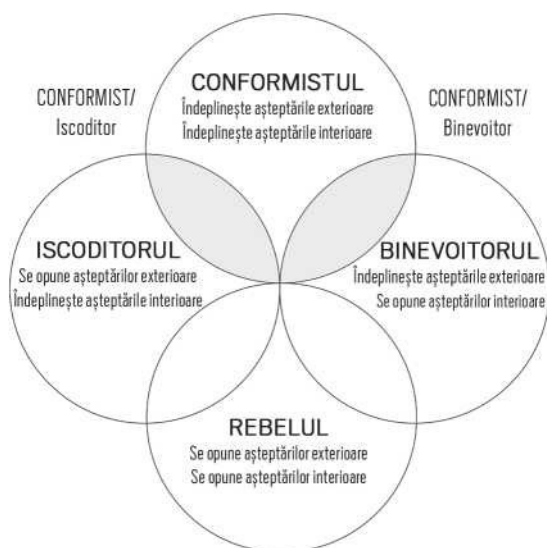 CONFORMISTUL
Îndeplinește așteptările exterioare
Îndeplinește așteptările interioare
CONFORMIST/
Iscoditor
CONFORMIST/
Binevoitor
ISCODITORUL
Se opune așteptărilor exterioare
Îndeplinește așteptările interioare
BINEVOITORUL
Îndeplinește așteptările exterioare
Se opune așteptărilor interioare
REBELUL
Se opune așteptărilor exterioare
Se opune așteptărilor interioare